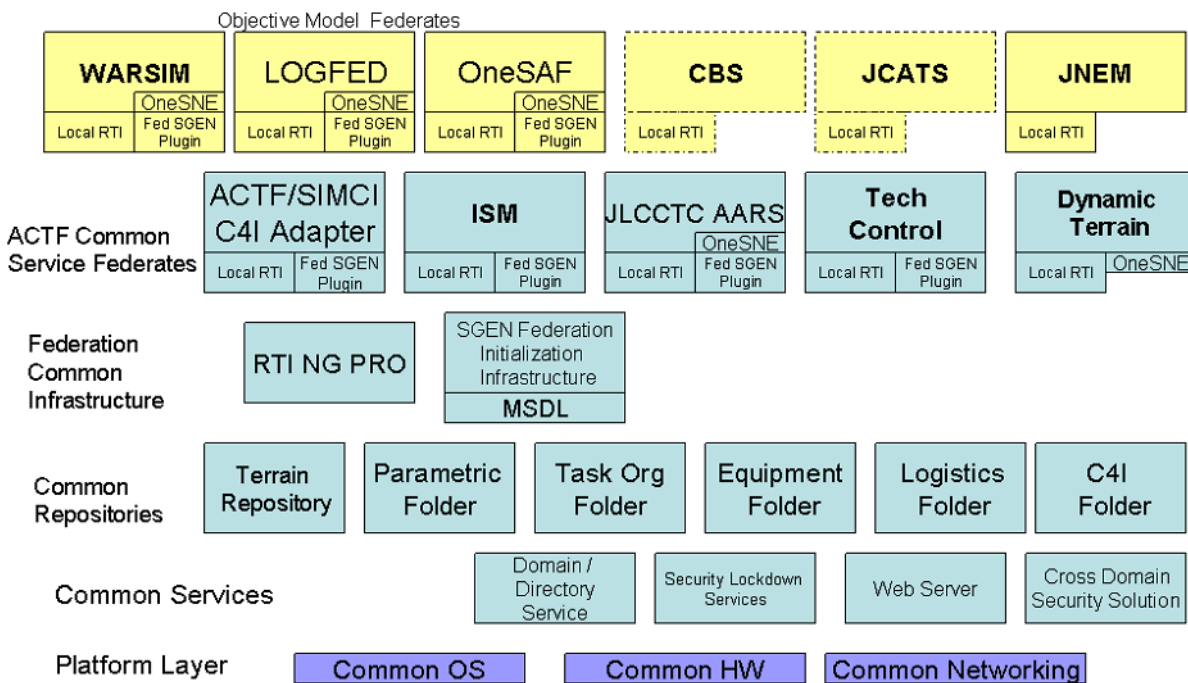 Objective Model Federates
WARSIM
OneSNE
Local RTI
Fed SGEN
Plugin
LOGFED
OneSNE
Local RTI
Fed SGEN
Plugin
OneSAF
OneSNE
Local RTI
Fed SGEN
Plugin
CBS
Local RTI
JCATS
Local RTI
JNEM
Local RTI
ACTF Common
Service Federates
ACTF/SIMCI
C4I Adapter
Local RTI
Fed SGEN
Plugin
ISM
Local RTI
Fed SGEN
Plugin
JLCCTC AARS
OneSNE
Local RTI
Fed SGEN
Plugin
Tech
Control
Local RTI
Fed SGEN
Plugin
Dynamic
Terrain
Local RTI
OneSNE
Federation
Common
Infrastructure
RTI NG PRO
SGEN Federation
Initialization
Infrastructure
MSDL
Common
Repositories
Terrain
Repository
Parametric
Folder
Task Org
Folder
Equipment
Folder
Logistics
Folder
C4I
Folder
Common Services
Domain /
Directory
Service
Security Lockdown
Services
Web Server
Cross Domain
Security Solution
Platform Layer
Common OS
Common HW
Common Networking